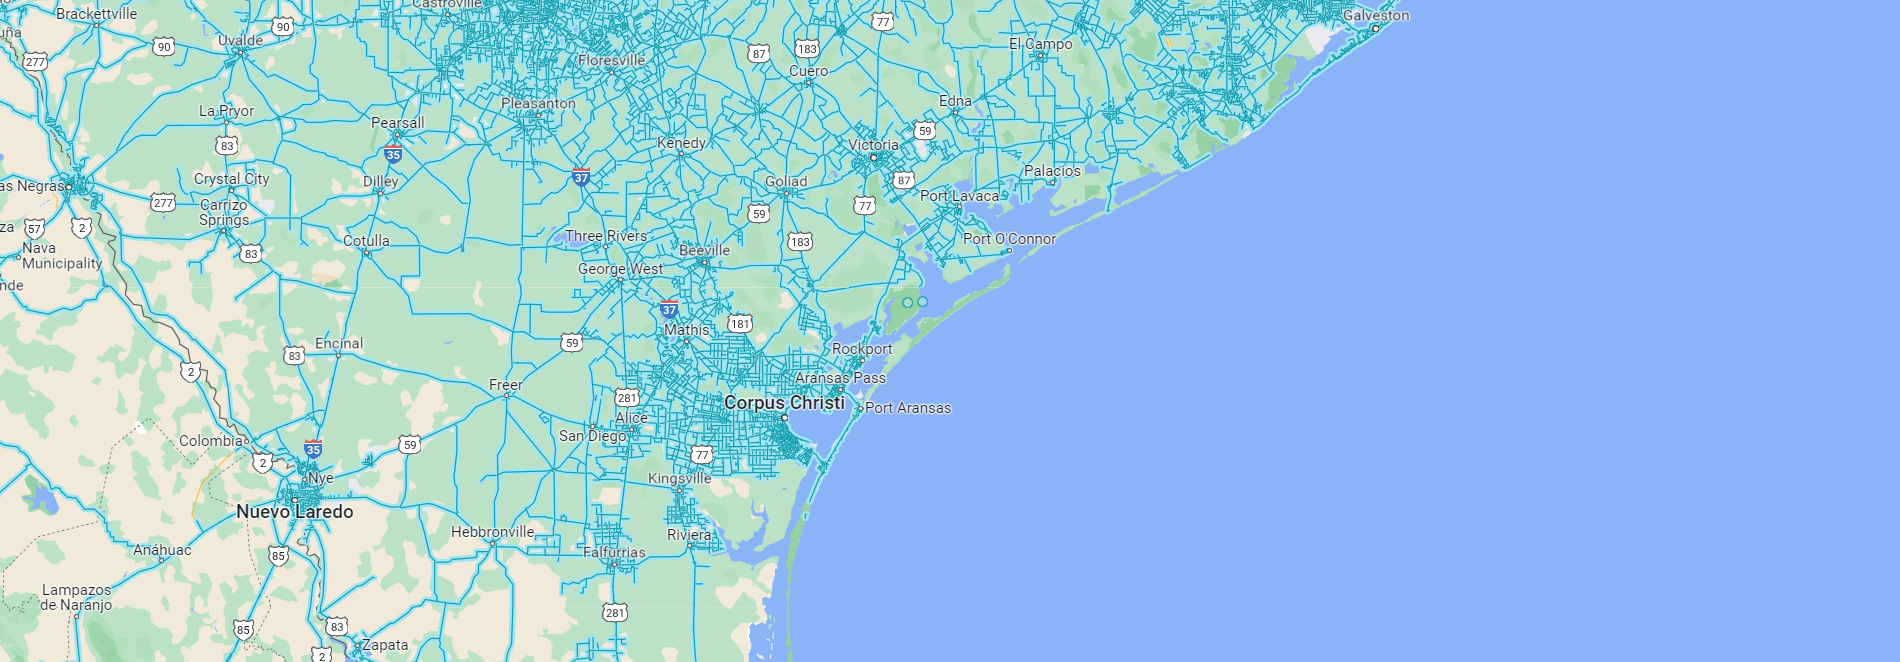 Castroville
Brackettville
90
77
Galveston
uña
90
Uvalde
87
183
El Campo
277
Floresville
Cuero
Pleasanton
Edna
La Pryor
Pearsall
59
83
35
Kenedy
Victoria
as Negras
Crystal City
Dilley
37
Goliad
87
Palacios
277
Carrizo
Springs
59
77
Port Lavaca
za
57
2
Nava
Municipality
83
Cotulla
Three Rivers
Beeville
183
Port O'Connor
nde
George West
37
Mathis
181
Encinal
83
59
Rockport
2
Freer
Aransas Pass
281
Corpus Christi
Port Aransas
Alice
San Diego
Colombia
35
59
2
77
Nye
Kingsville
Nuevo Laredo
Hebbronville
Riviera
Anáhuac
85
Falfurrias
Lampazos
de Naranjo
281
85
83
Zapata
2